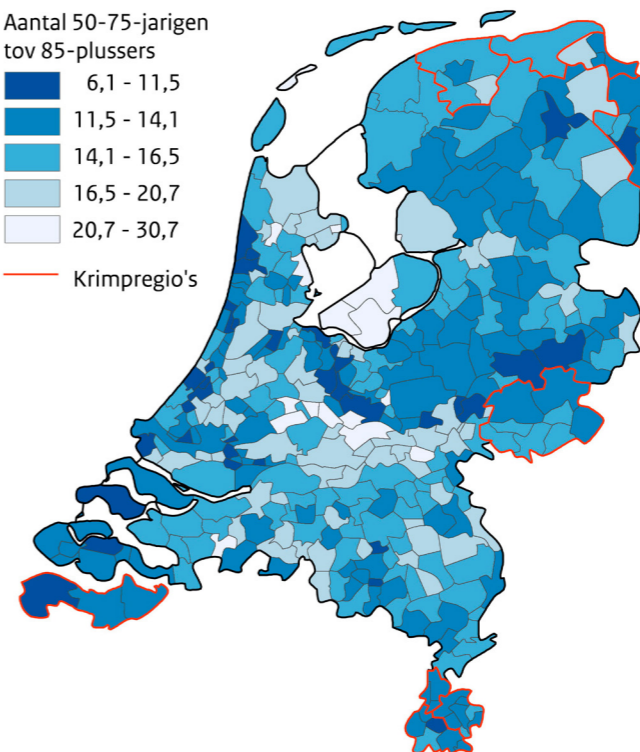 Aantal 50-75-jarigen
tov 85-plussers
6,1 - 11,5
11,5 - 14,1
14,1 - 16,5
16,5 - 20,7
20,7 - 30,7
Krimpregio's